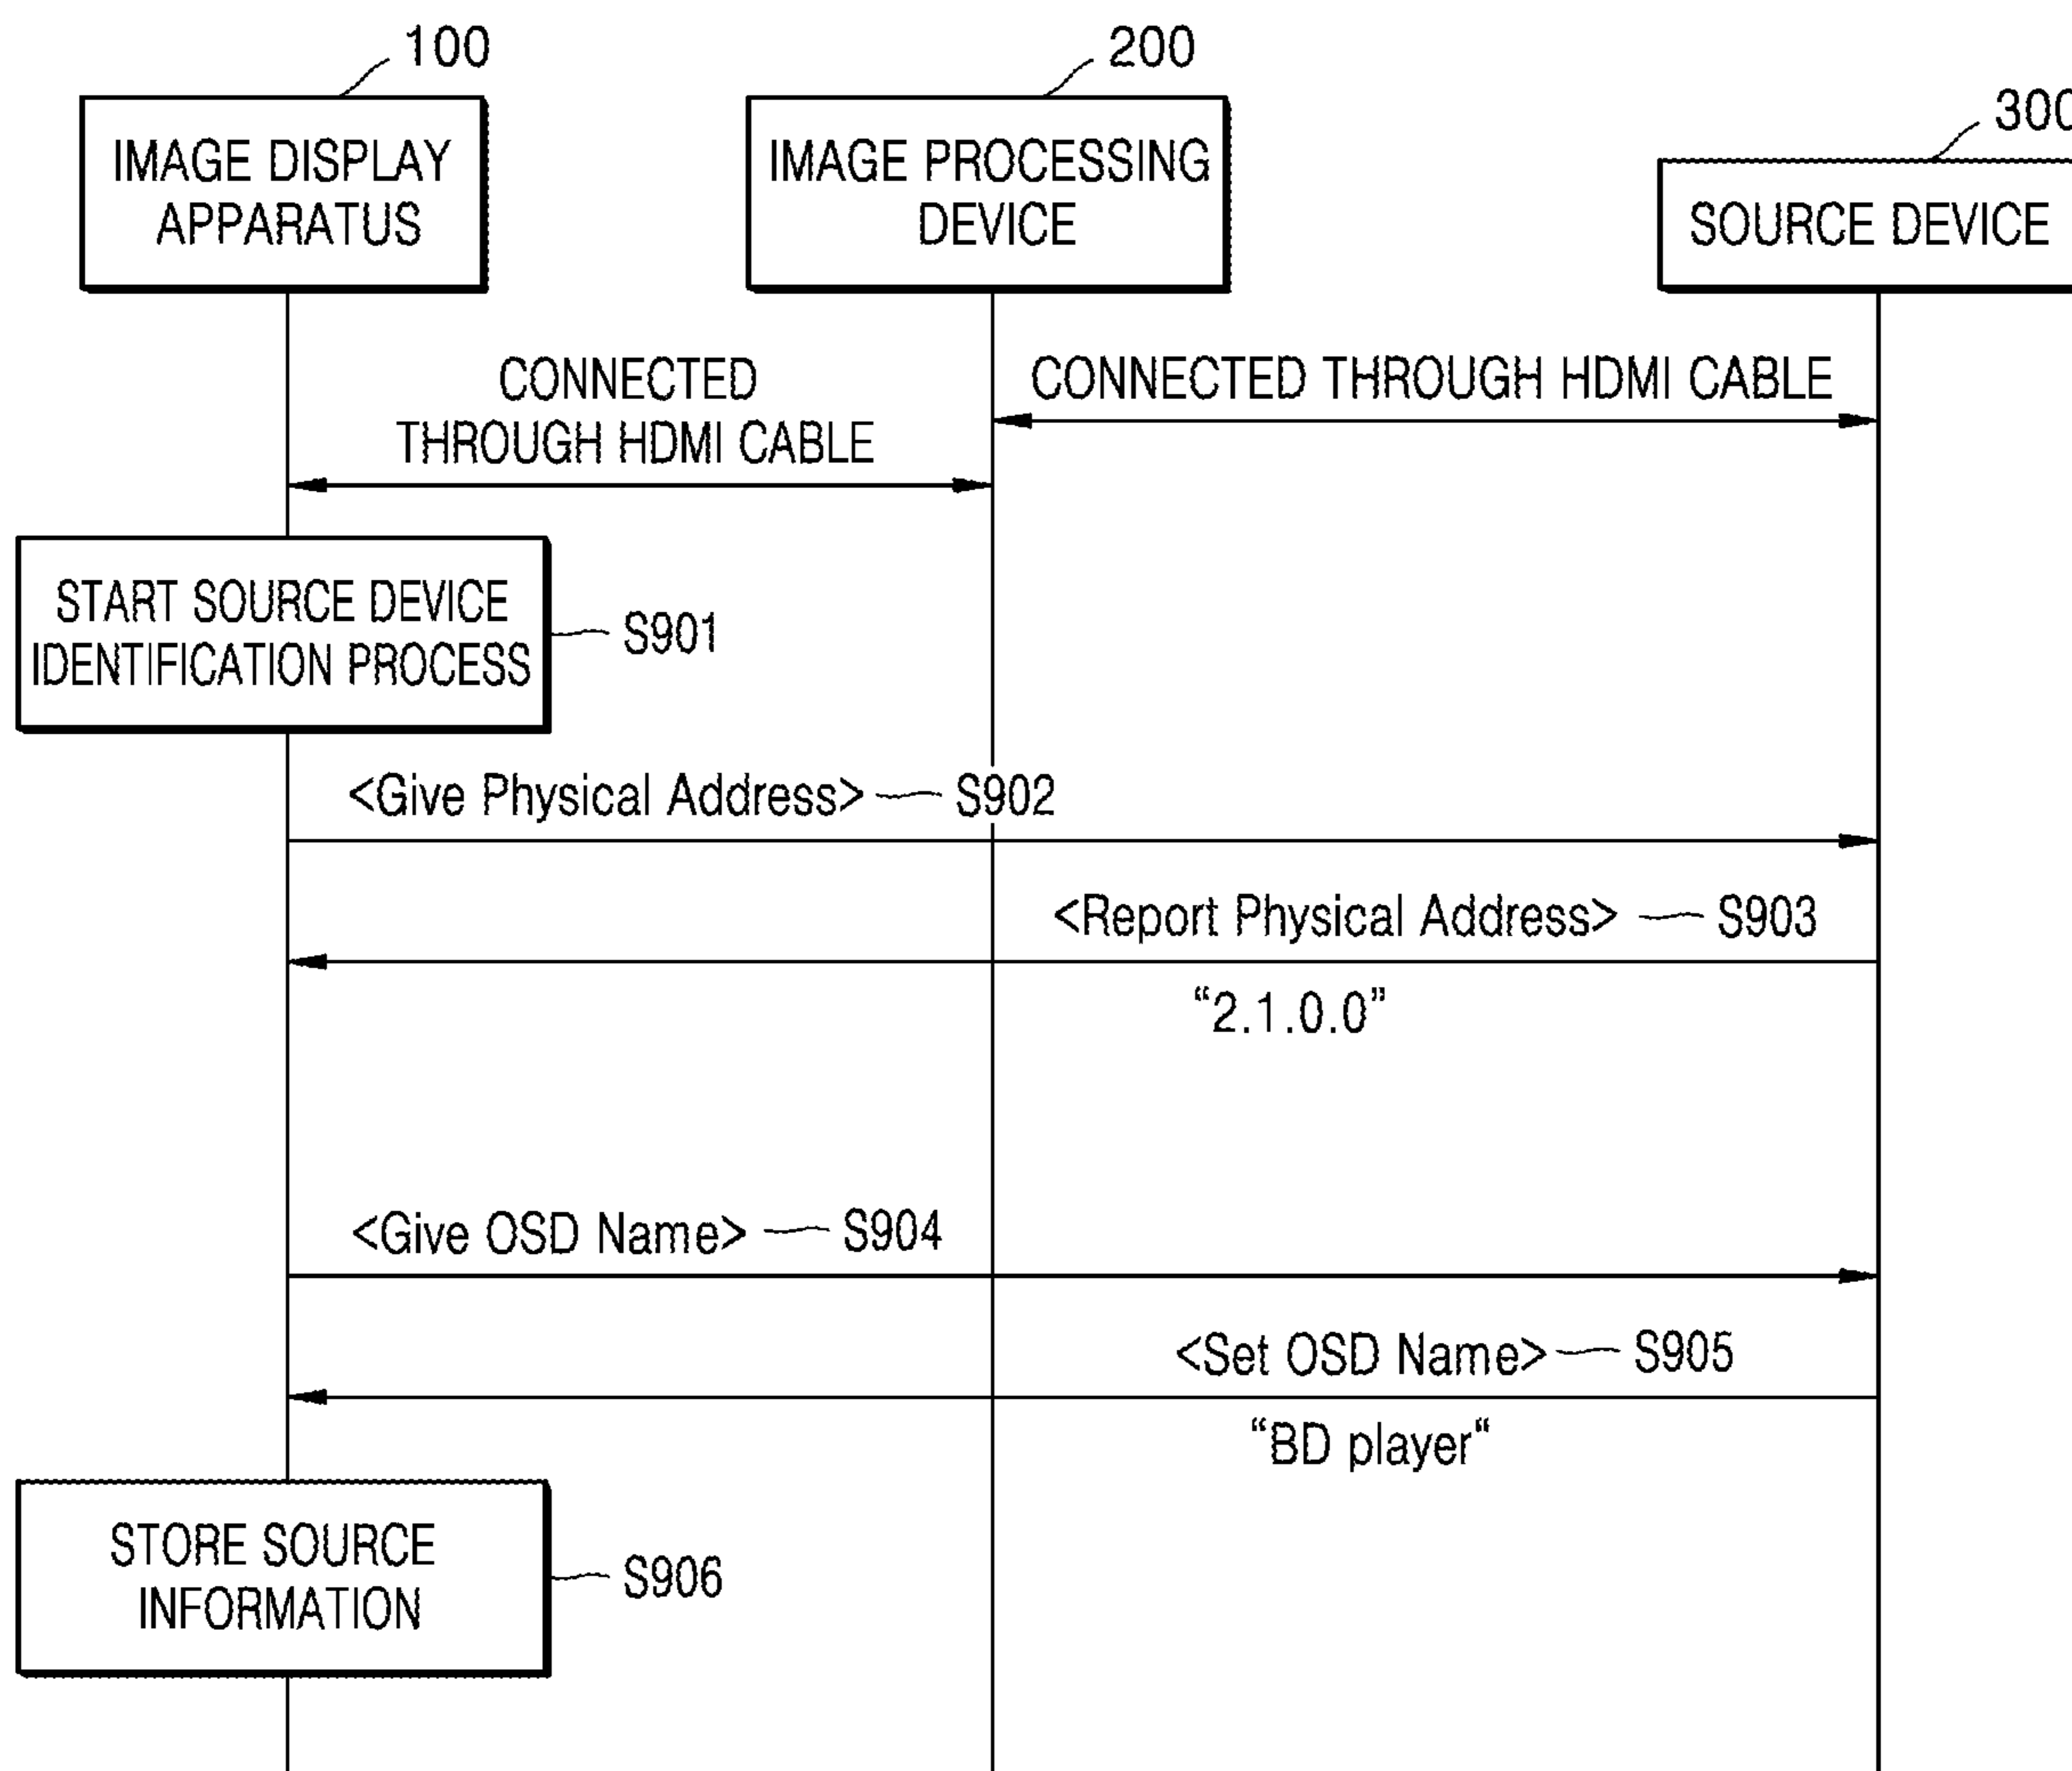 100
200
300
IMAGE DISPLAY
APPARATUS
IMAGE PROCESSING
DEVICE
SOURCE DEVICE
CONNECTED
THROUGH HDMI CABLE
CONNECTED THROUGH HDMI CABLE
START SOURCE DEVICE
IDENTIFICATION PROCESS
S901
<Give Physical Address> S902
<Report Physical Address> S903
“2.1.0.0”
<Give OSD Name> S904
<Set OSD Name> S905
“BD player“
STORE SOURCE
INFORMATION
S906